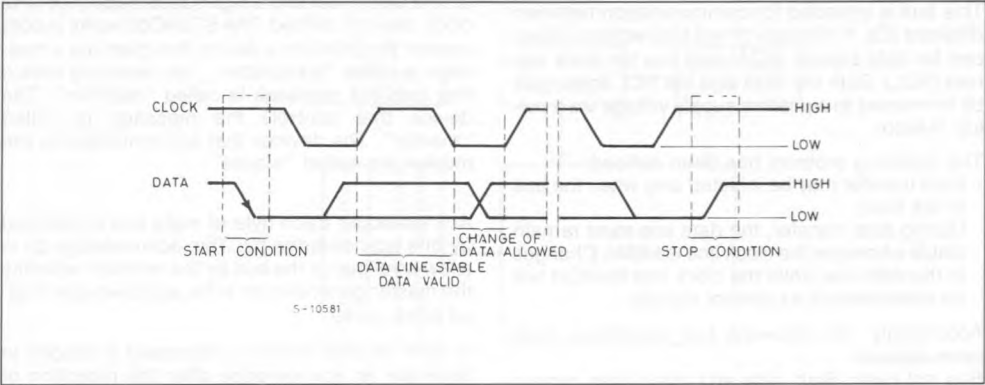 CLOCK
HIGH
LOW
DATA
HIGH
LOW
START CONDITION
CHANGE OF
DATA ALLOWED
STOP CONDITION
DATA LINE STABLE
DATA VALID
S-10581